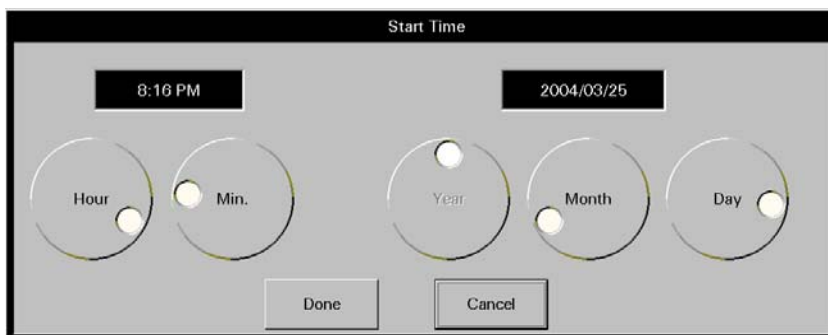 Start Time
8:16 PM
2004/03/25
Hour
Min.
Year
Month
Day
Done
Cancel